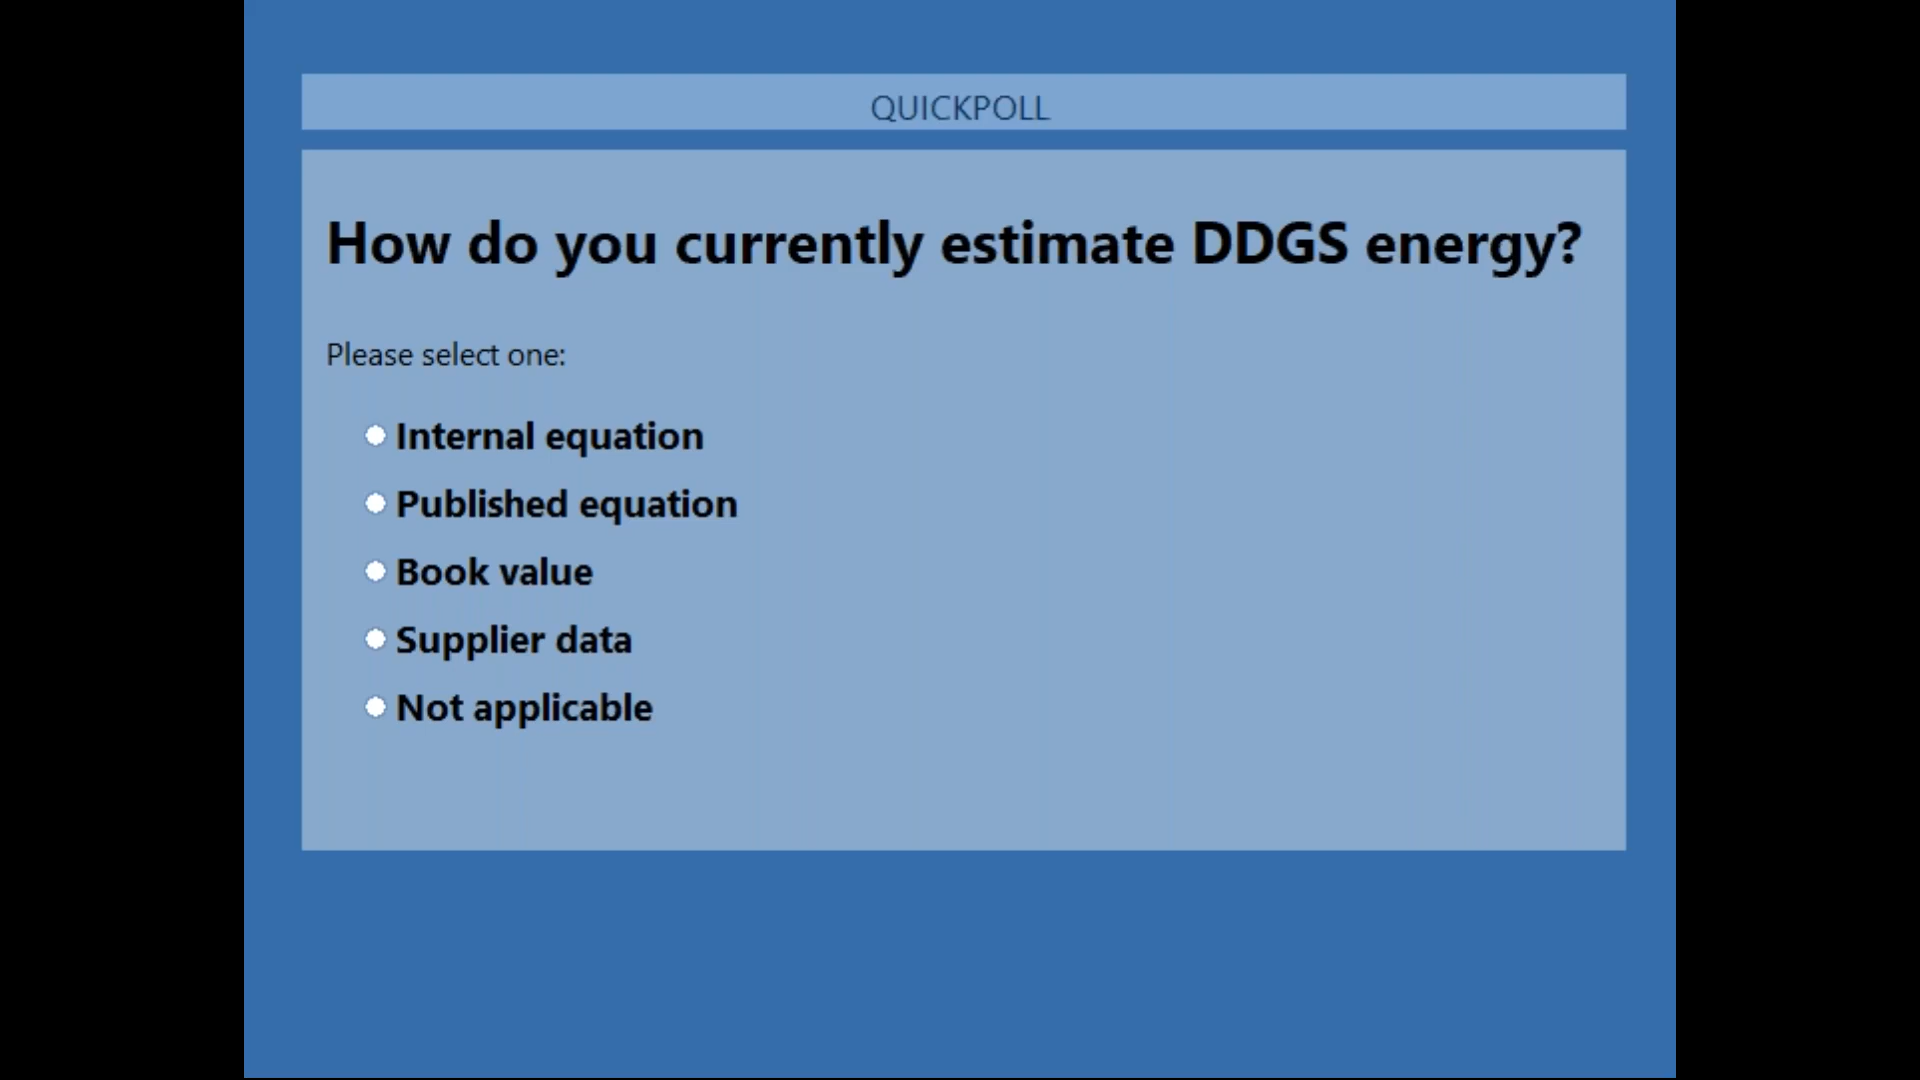 QUICKPOLL
How do you currently estimate DDGS energy?
Please select one:
Internal equation
Published equation
Book value
Supplier data
Not applicable